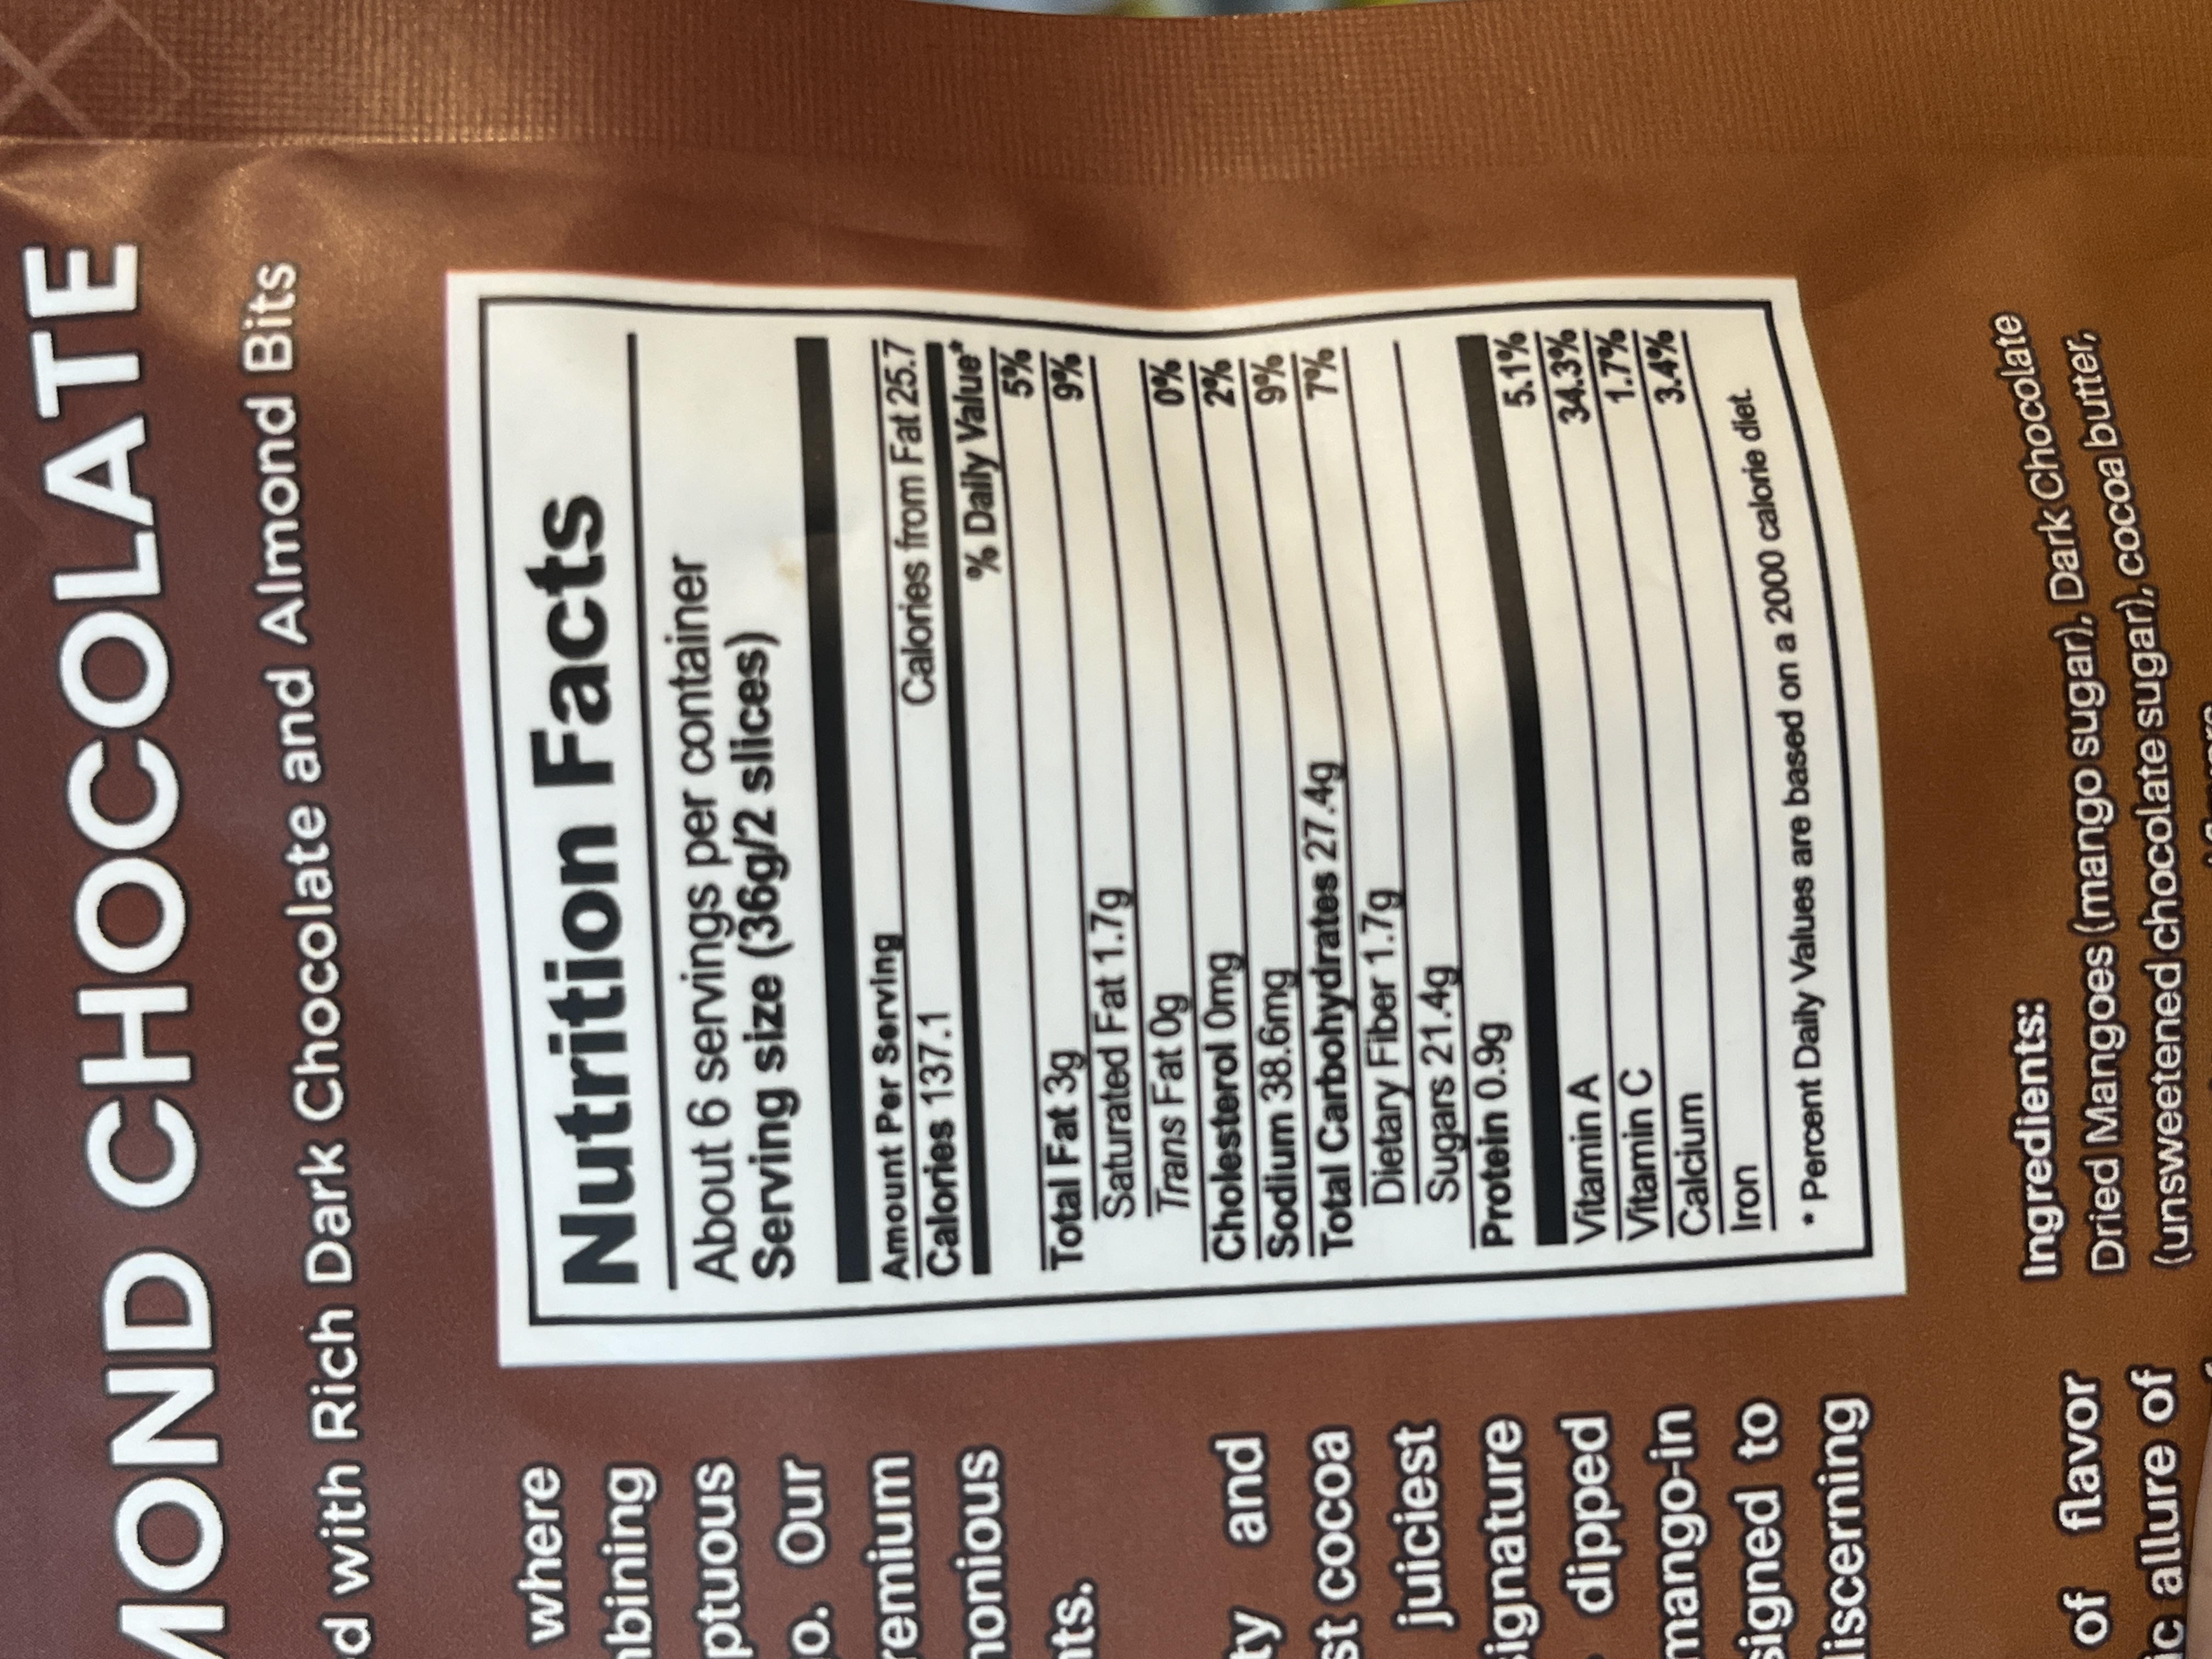 MOND CHOCOLATE
d with Rich Dark Chocolate and Almond Bits
where
bining
ptuous
o. Our
remium
monious
nts.
ty and
st cocoa
juiciest
signature
dipped
mango-in
signed to
discerning
of flavor
ic allure of
Nutrition Facts
About 6 servings per container
Serving size (36g/2 slices)
Amount Per Serving
Calories 137.1 Calories from Fat 25.7
% Daily Value*
Total Fat 3g 5%
Saturated Fat 1.7g 9%
Trans Fat 0g
Cholesterol 0mg 0%
Sodium 38.6mg 2%
Total Carbohydrates 27.4g 9%
Dietary Fiber 1.7g 7%
Sugars 21.4g
Protein 0.9g
Vitamin A 5.1%
Vitamin C 34.3%
Calcium 1.7%
Iron 3.4%
* Percent Daily Values are based on a 2000 calorie diet.
Ingredients:
Dried Mangoes (mango sugar), Dark Chocolate
(unsweetened chocolate sugar), cocoa butter,